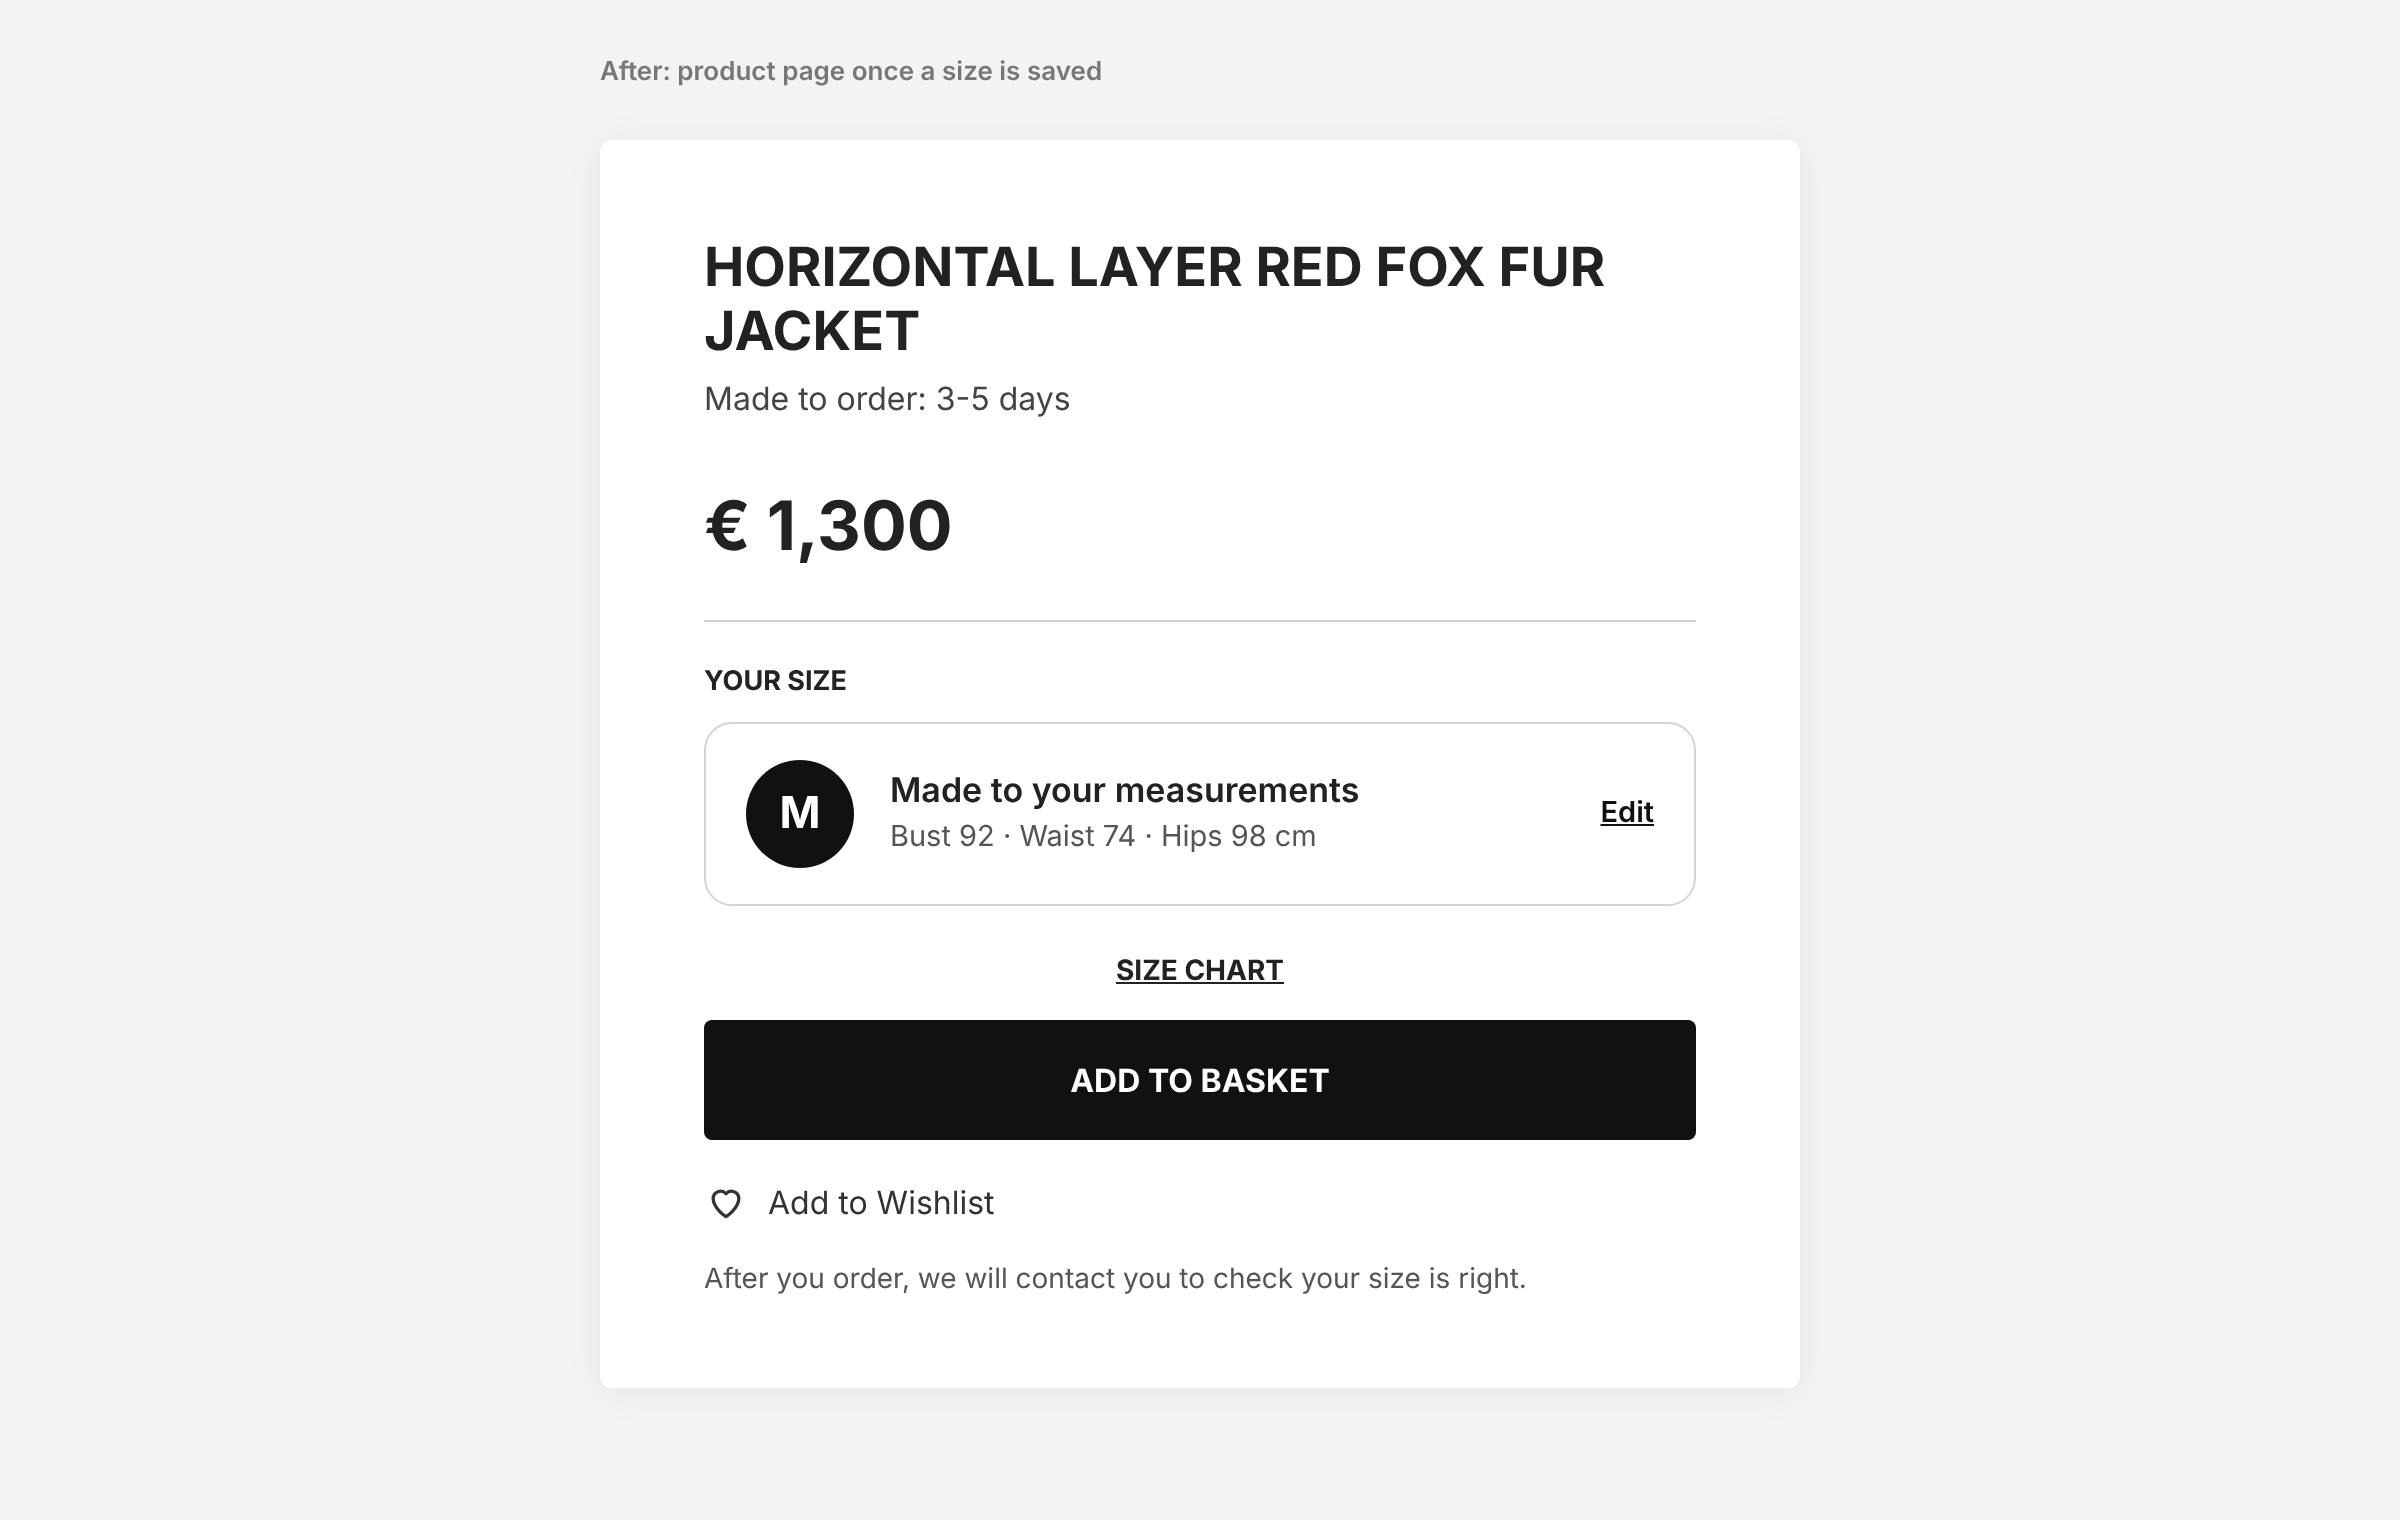 After: product page once a size is saved
HORIZONTAL LAYER RED FOX FUR
JACKET
Made to order: 3-5 days
€ 1,300
YOUR SIZE
M
Made to your measurements
Bust 92 · Waist 74 · Hips 98 cm
Edit
SIZE CHART
ADD TO BASKET
Add to Wishlist
After you order, we will contact you to check your size is right.